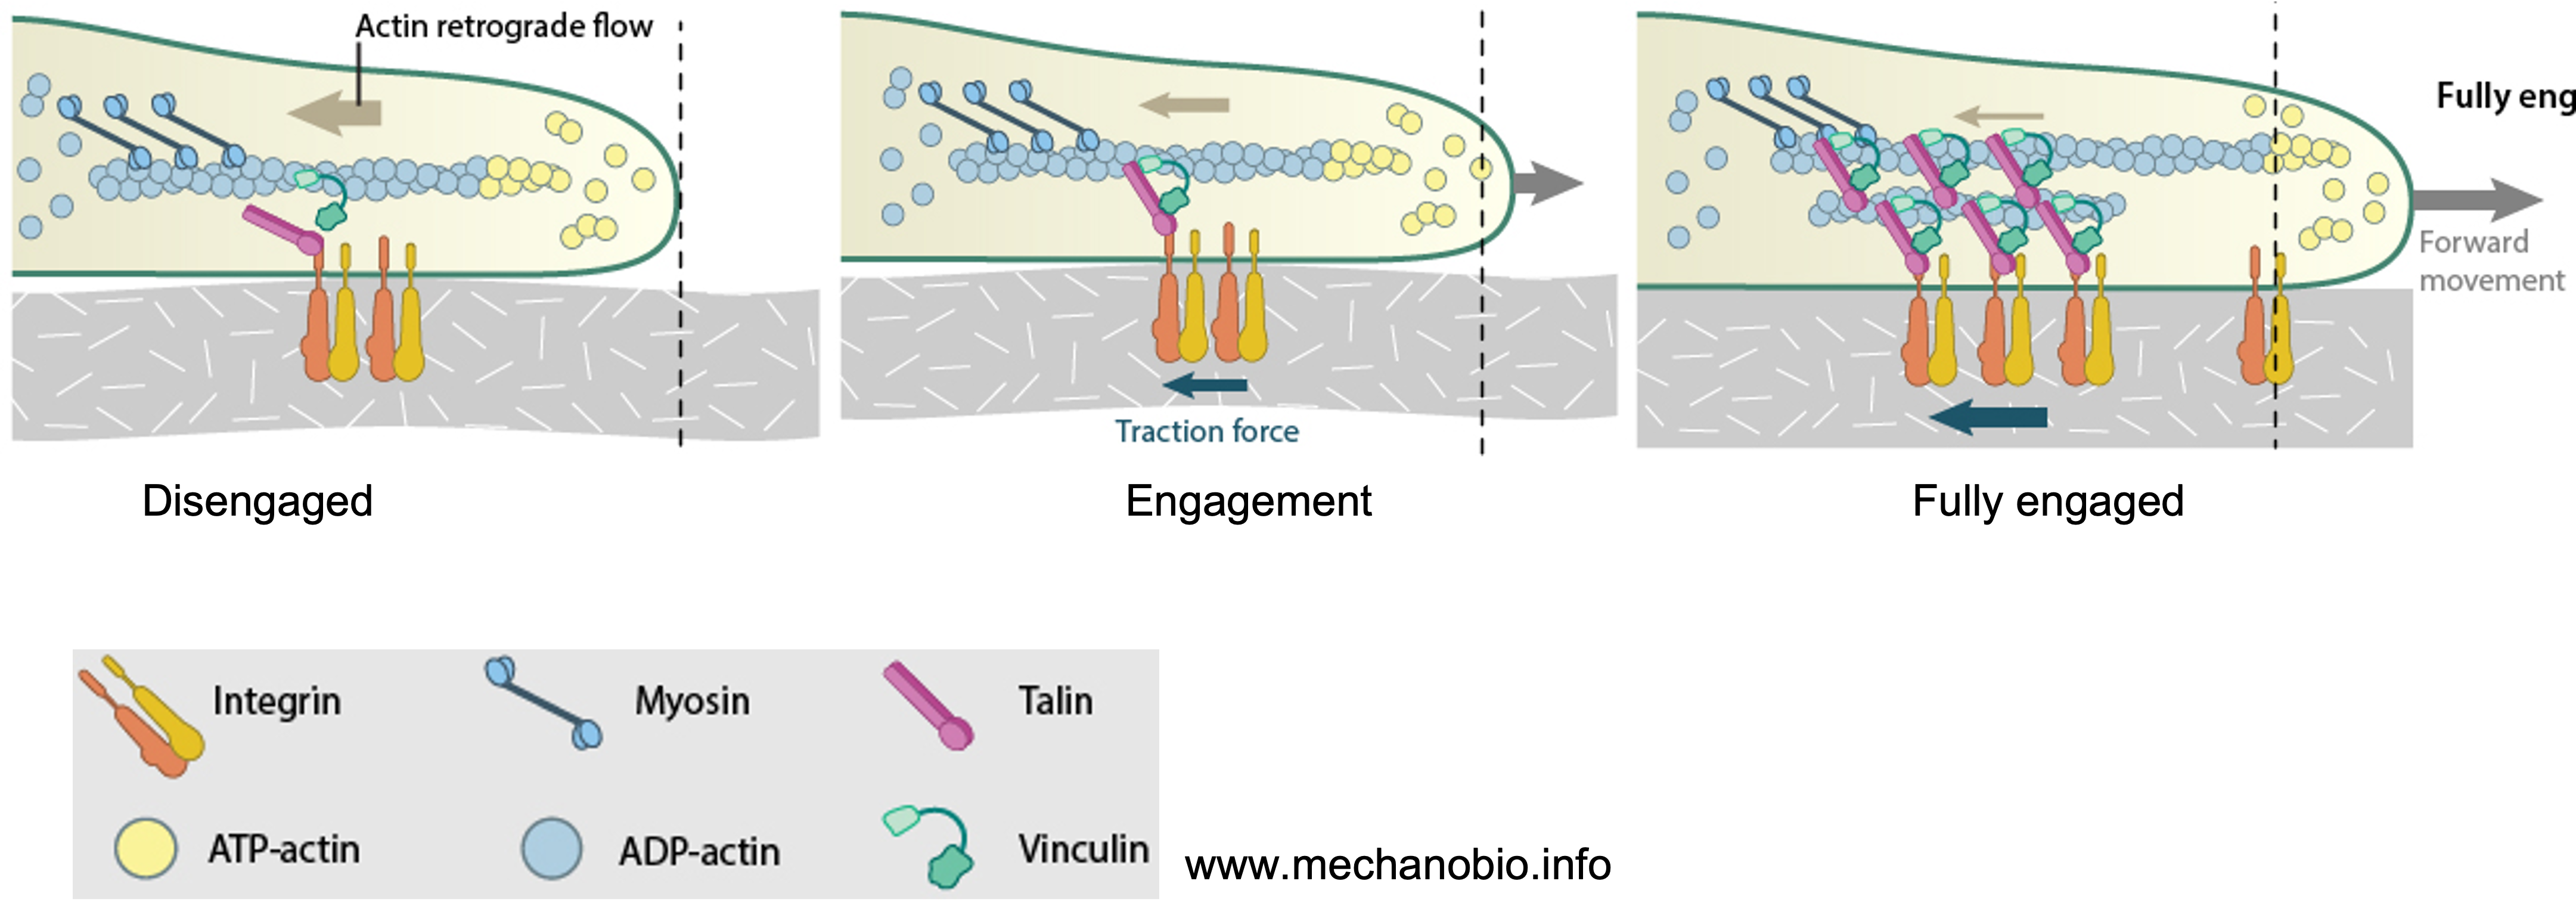 Actin retrograde flow
Fully eng
Forward
movement
Traction force
Disengaged
Engagement
Fully engaged
Integrin
Myosin
Talin
ATP-actin
ADP-actin
Vinculin
www.mechanobio.info